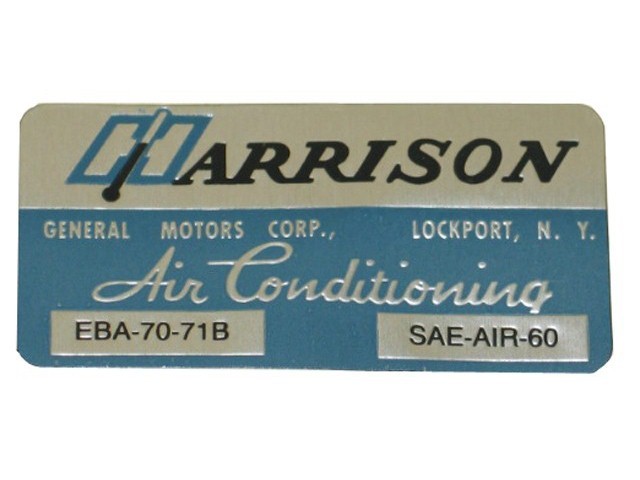 HARRISON
GENERAL MOTORS CORP., LOCKPORT, N. Y.
Air Conditioning
EBA-70-71B SAE-AIR-60